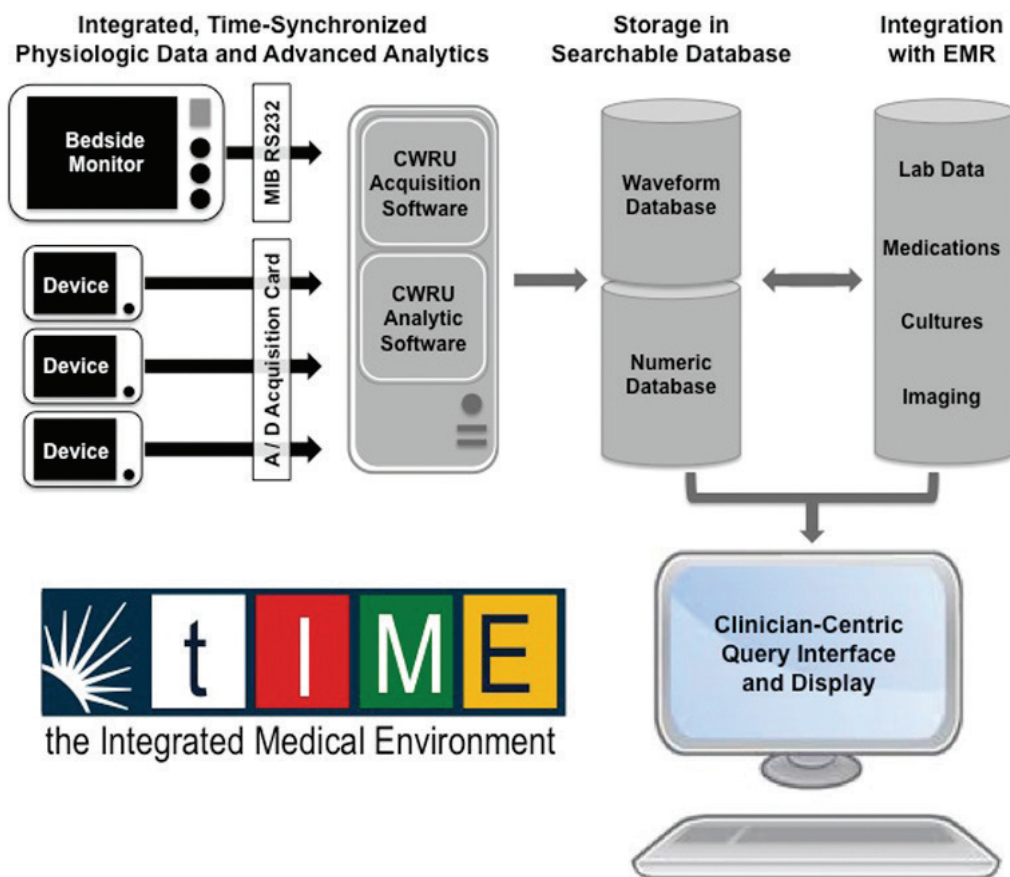 Integrated, Time-Synchronized
Physiologic Data and Advanced Analytics
Storage in
Searchable Database
Integration
with EMR
Bedside
Monitor
MIB RS232
Device
Device
Device
A / D Acquisition Card
CWRU
Acquisition
Software
CWRU
Analytic
Software
Waveform
Database
Numeric
Database
Lab Data
Medications
Cultures
Imaging
tIME
the Integrated Medical Environment
Clinician-Centric
Query Interface
and Display